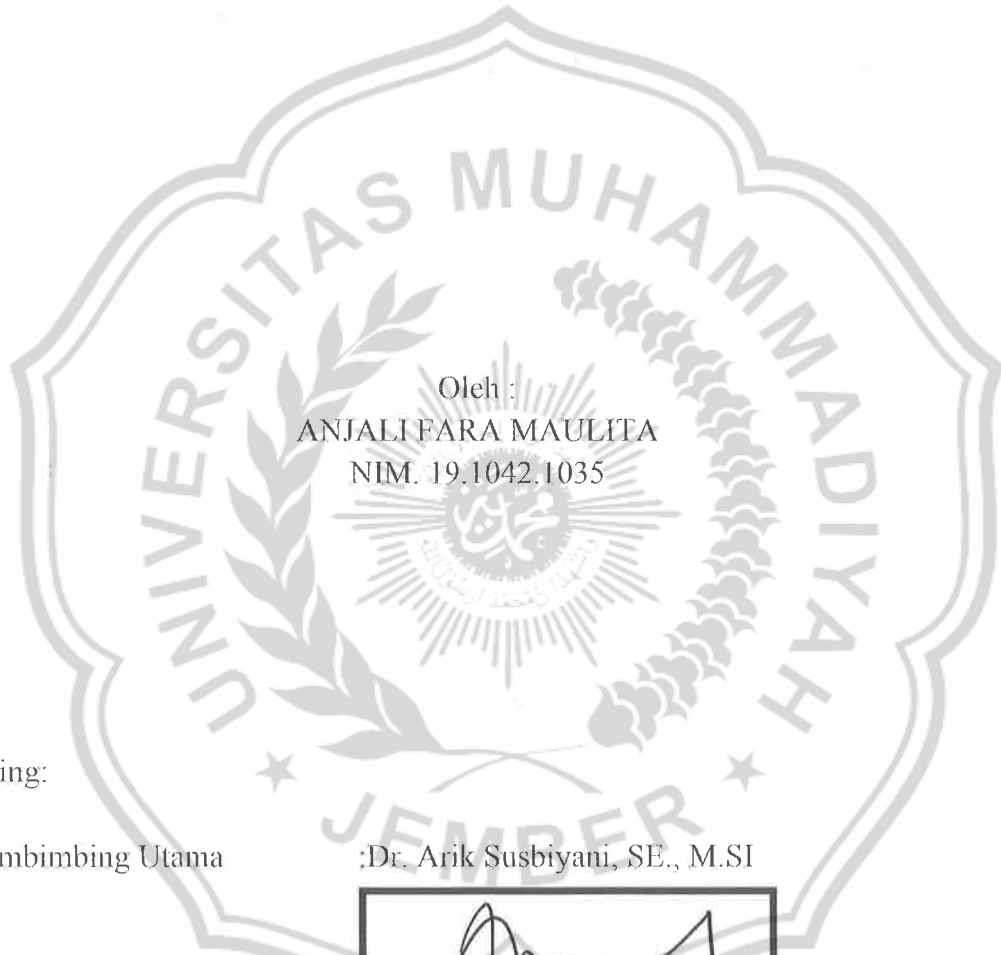 UNIVERSITAS MUHAMMADIYAH
Oleh :
ANJALI FARA MAULITA
NIM. 19.1042.1035
ing:
mbimbing Utama :Dr. Arik Susbiyani, SE., M.SI
JEMBER